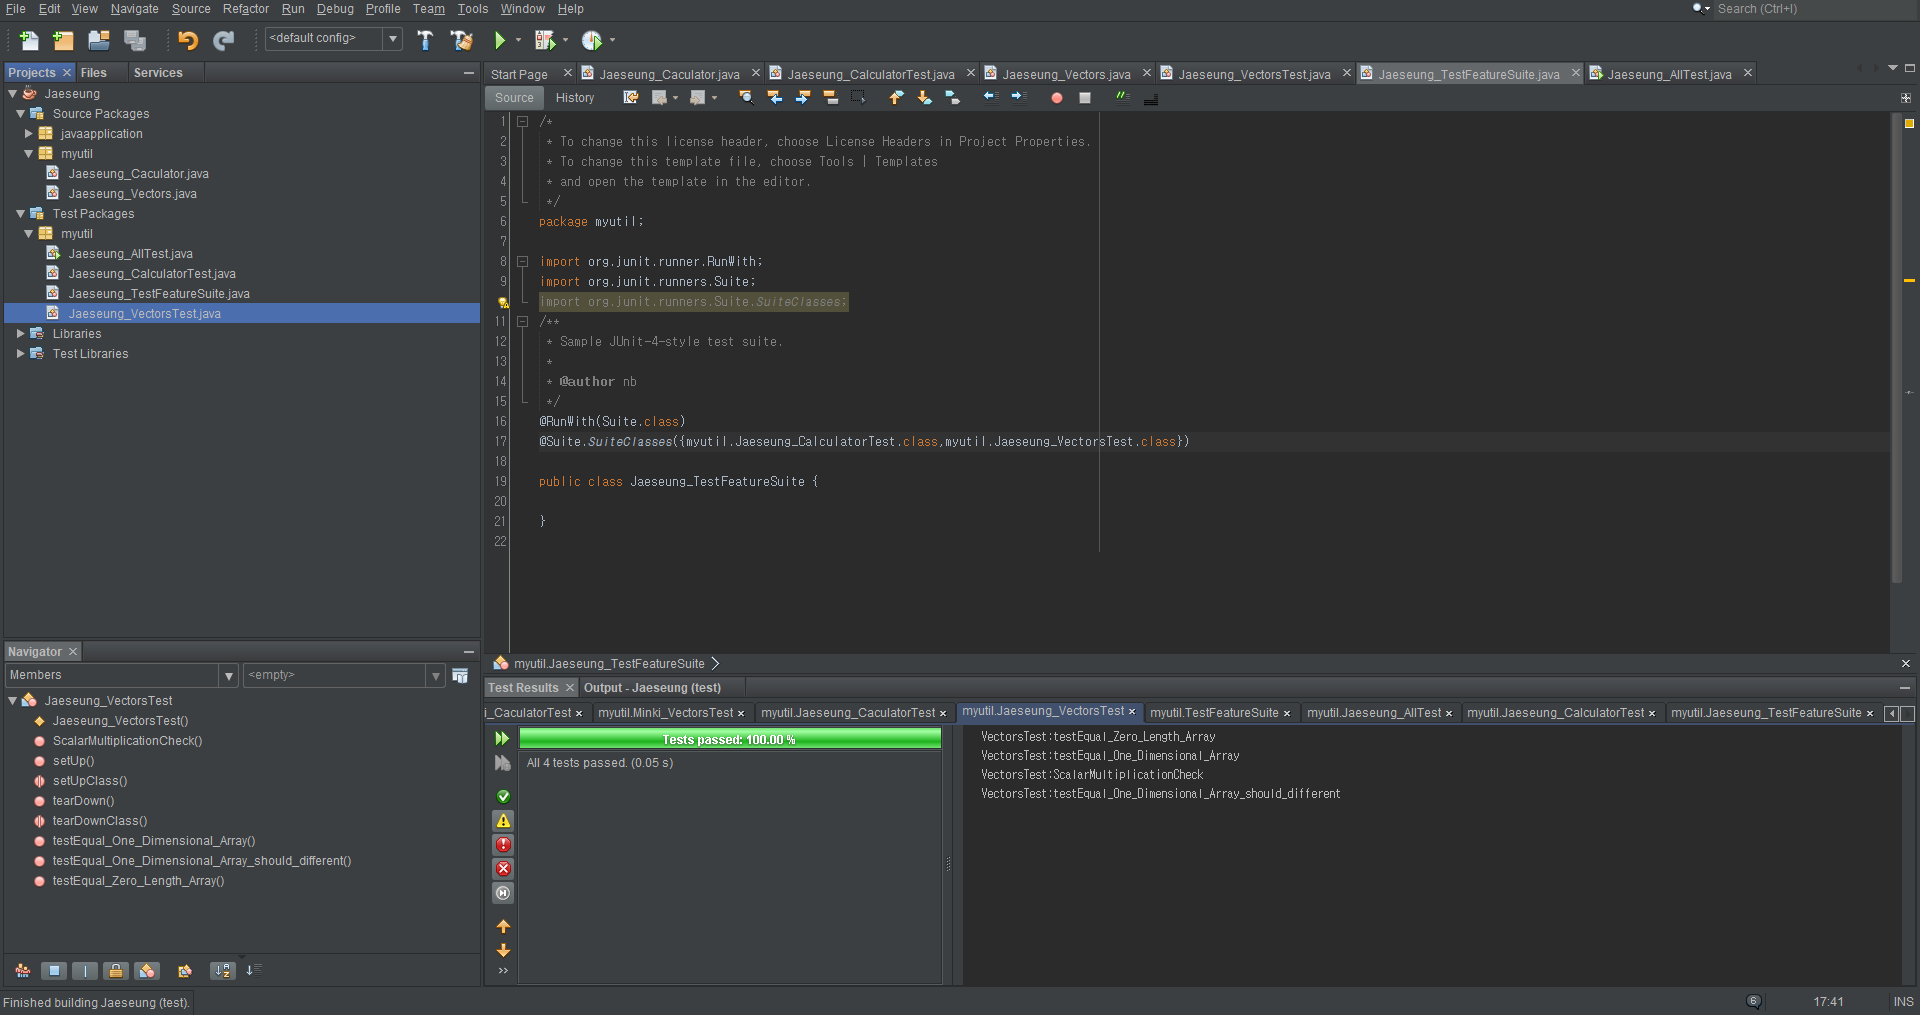 File Edit View Navigate Source Refactor Run Debug Profile Team Tools Window Help
Search (Ctrl+I)
<default config>
Projects Files Services
Jaeseung
Source Packages
javaapplication
myutil
Jaeseung_Caculator.java
Jaeseung_Vectors.java
Test Packages
myutil
Jaeseung_AllTest.java
Jaeseung_CalculatorTest.java
Jaeseung_TestFeatureSuite.java
Jaeseung_VectorsTest.java
Libraries
Test Libraries
Navigator
Members <empty>
Jaeseung_VectorsTest
Jaeseung_VectorsTest()
ScalarMultiplicationCheck()
setUp()
setUpClass()
tearDown()
tearDownClass()
testEqual_One_Dimensional_Array()
testEqual_One_Dimensional_Array_should_different()
testEqual_Zero_Length_Array()
Start Page Jaeseung_Caculator.java Jaeseung_CalculatorTest.java Jaeseung_Vectors.java Jaeseung_VectorsTest.java Jaeseung_TestFeatureSuite.java Jaeseung_AllTest.java
Source History
1 /*
2 * To change this license header, choose License Headers in Project Properties.
3 * To change this template file, choose Tools | Templates
4 * and open the template in the editor.
5 */
6 package myutil;
7
8 import org.junit.runner.RunWith;
9 import org.junit.runners.Suite;
import org.junit.runners.Suite.SuiteClasses;
11 /**
12 * Sample JUnit-4-style test suite.
13 *
14 * @author nb
15 */
16 @RunWith(Suite.class)
17 @Suite.SuiteClasses({myutil.Jaeseung_CalculatorTest.class,myutil.Jaeseung_VectorsTest.class})
18
19 public class Jaeseung_TestFeatureSuite {
20
21 }
22
myutil.Jaeseung_TestFeatureSuite
Test Results Output - Jaeseung (test)
i_CaculatorTest myutil.Minki_VectorsTest myutil.Jaeseung_CaculatorTest myutil.Jaeseung_VectorsTest myutil.TestFeatureSuite myutil.Jaeseung_AllTest myutil.Jaeseung_CalculatorTest myutil.Jaeseung_TestFeatureSuite
Tests passed: 100.00 %
All 4 tests passed. (0.05 s)
VectorsTest:testEqual_Zero_Length_Array
VectorsTest:testEqual_One_Dimensional_Array
VectorsTest:ScalarMultiplicationCheck
VectorsTest:testEqual_One_Dimensional_Array_should_different
Finished building Jaeseung (test).
6 17:41 INS